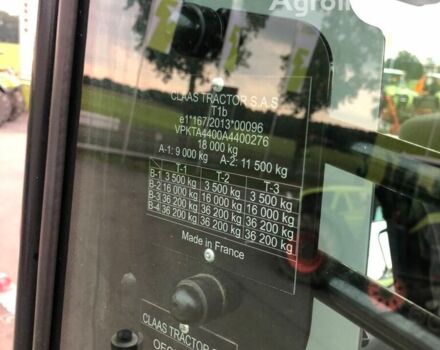 Agroline
CLAAS TRACTOR S.A.S
T1b
e1*167/2013*00096
VPKTA4400A4400276
18 000 kg
A-1: 9 000 kg A-2: 11 500 kg
T-1 T-2 T-3
B-1 3 500 kg 3 500 kg 3 500 kg
B-2 16 000 kg 16 000 kg 16 000 kg
B-3 36 200 kg 36 200 kg 36 200 kg
B-4 36 200 kg 36 200 kg 36 200 kg
Made in France
CLAAS TRACTOR S